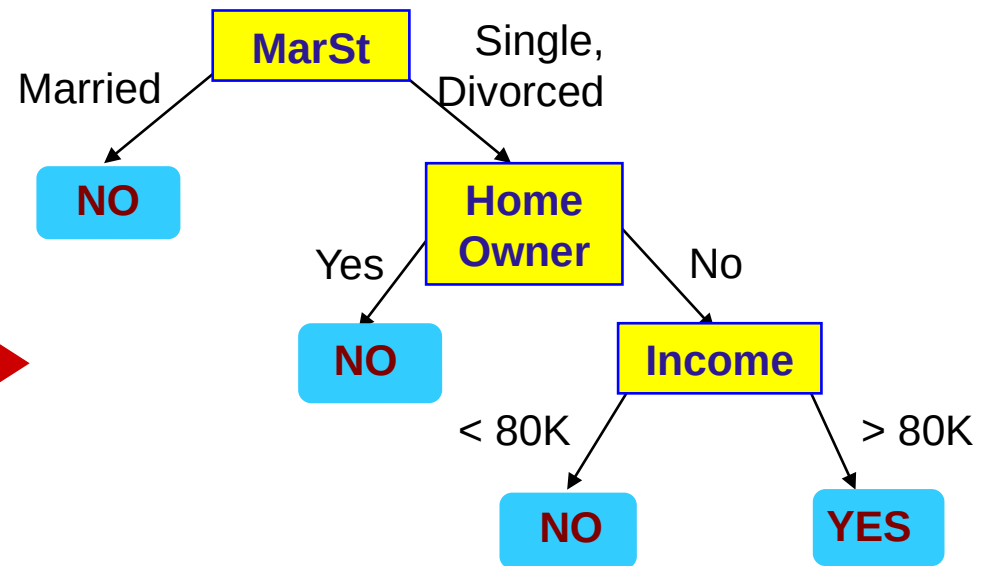 MarSt
Single,
Divorced
Married
NO
Home
Owner
Yes
No
NO
Income
< 80K
> 80K
NO
YES